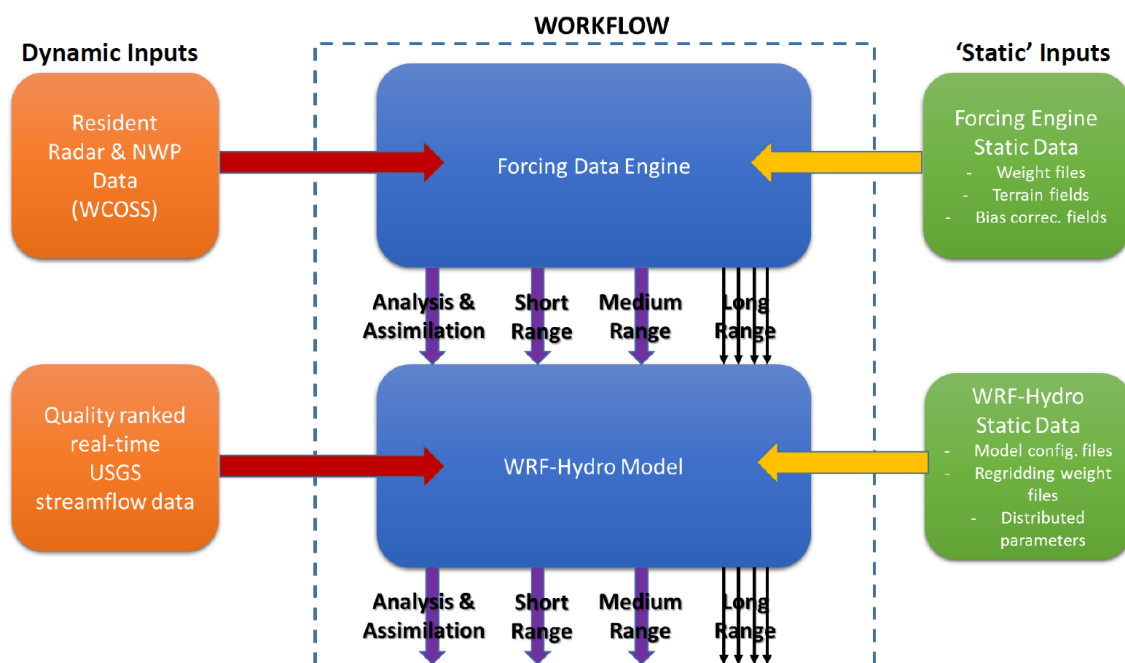 WORKFLOW
Dynamic Inputs
‘Static’ Inputs
Resident
Radar & NWP
Data
(WCOSS)
Forcing Data Engine
Forcing Engine
Static Data
- Weight files
- Terrain fields
- Bias correc. fields
Analysis &
Assimilation
Short
Range
Medium
Range
Long
Range
Quality ranked
real-time
USGS
streamflow data
WRF-Hydro Model
WRF-Hydro
Static Data
- Model config. files
- Regridding weight
files
- Distributed
parameters
Analysis &
Assimilation
Short
Range
Medium
Range
Long
Range